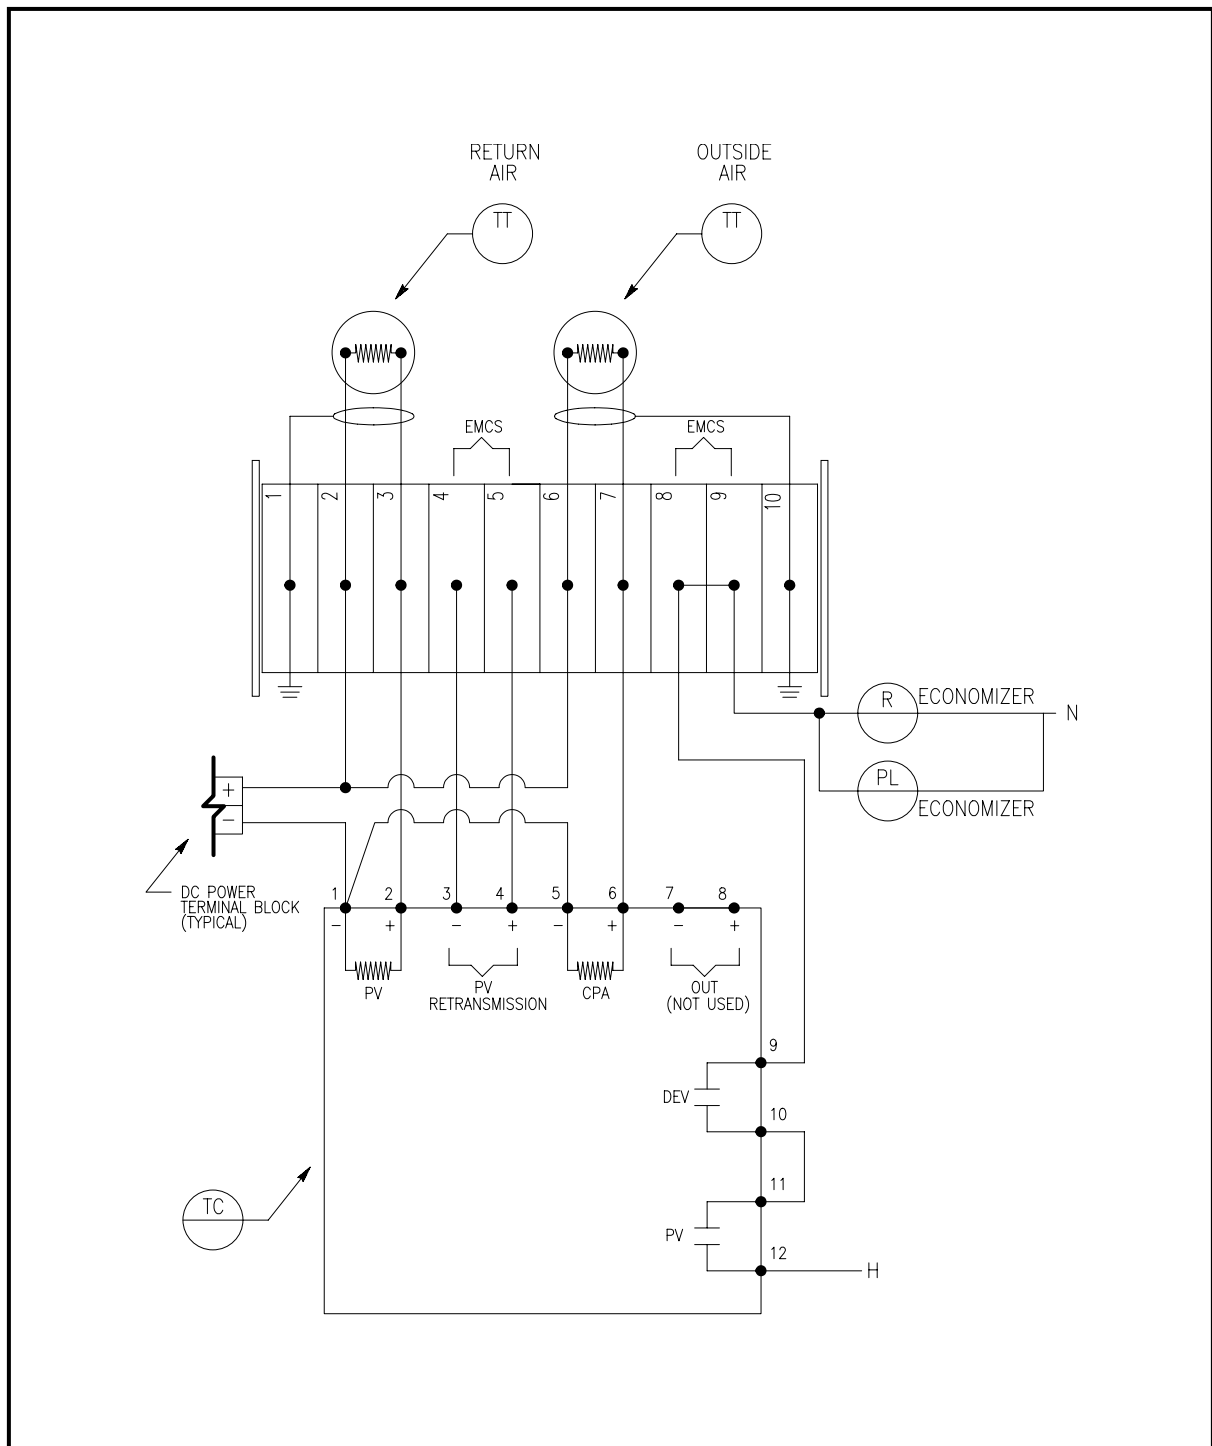 RETURN
AIR
OUTSIDE
AIR
TT
TT
EMCS
EMCS
1
2
3
4
5
6
7
8
9
10
R
ECONOMIZER
N
PL
ECONOMIZER
+
-
DC POWER
TERMINAL BLOCK
(TYPICAL)
1
2
3
4
5
6
7
8
-
+
-
+
-
+
-
+
PV
PV
RETRANSMISSION
CPA
OUT
(NOT USED)
9
DEV
10
11
PV
12
H
TC